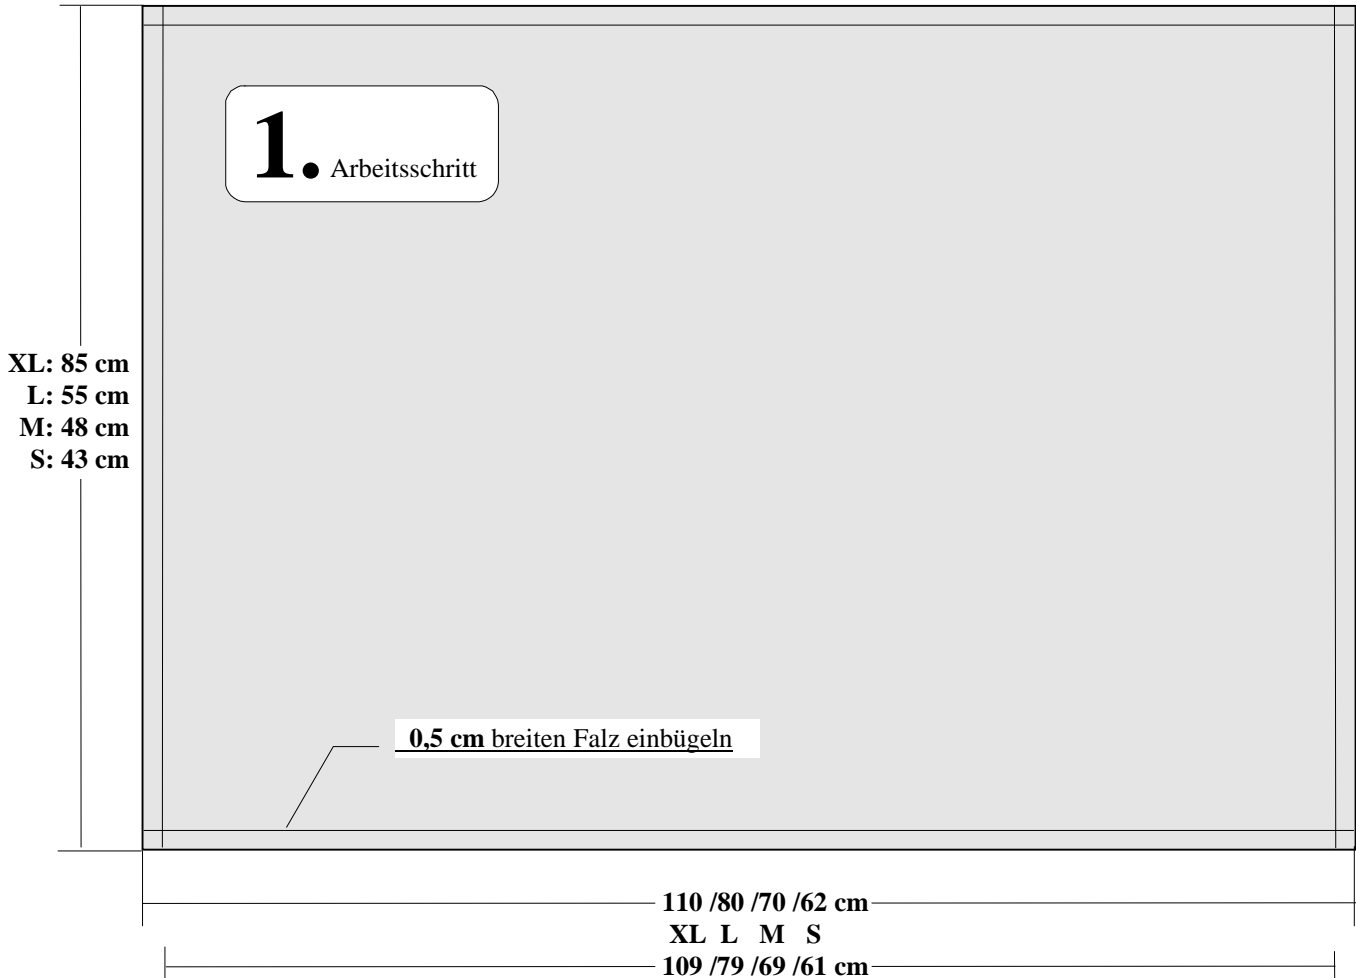 1. Arbeitsschritt
XL: 85 cm
L: 55 cm
M: 48 cm
S: 43 cm
0,5 cm breiten Falz einbügeln
110 /80 /70 /62 cm
XL L M S
109 /79 /69 /61 cm